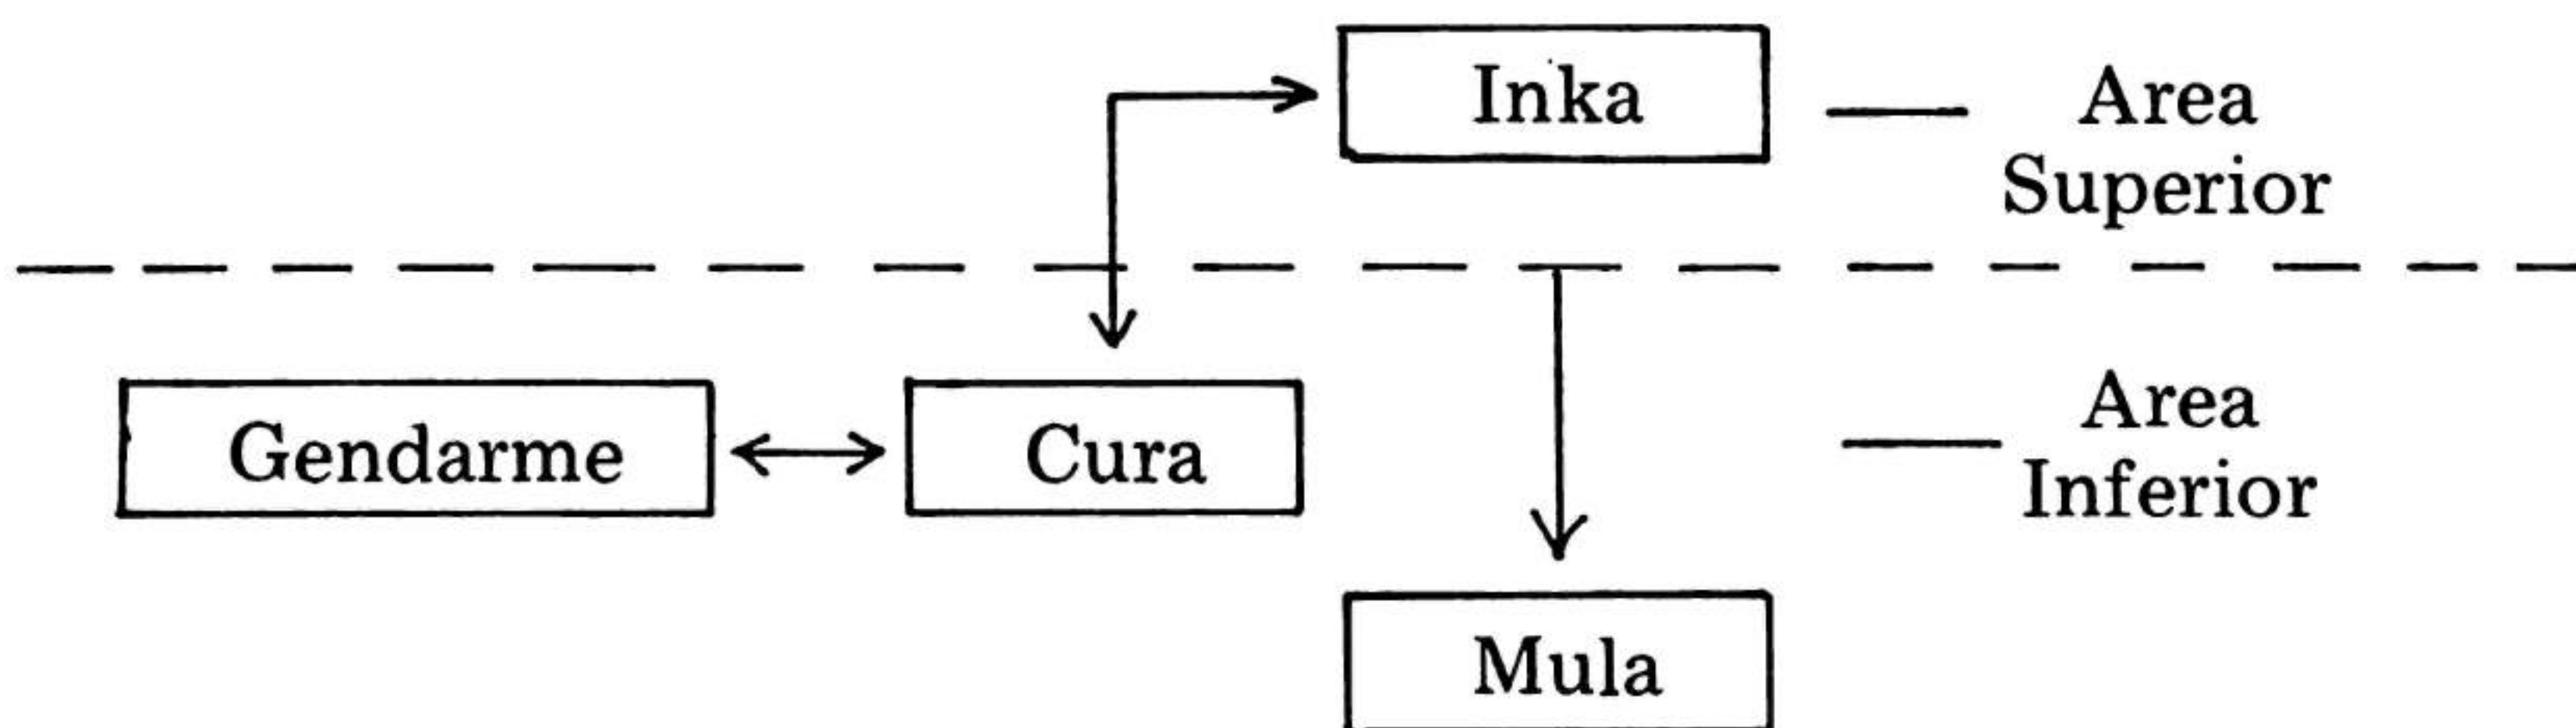 Inka
Area
Superior
Gendarme
Cura
Area
Inferior
Mula